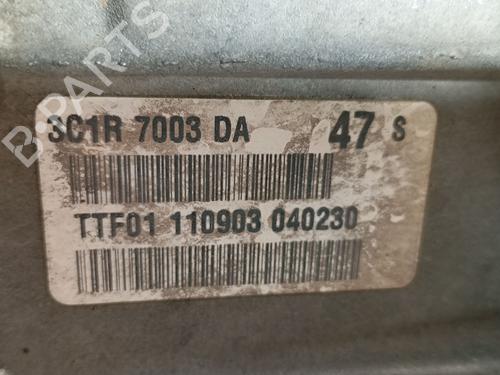 B-PARTS
3C1R 7003 DA 47 S
TTF01 110903 040230